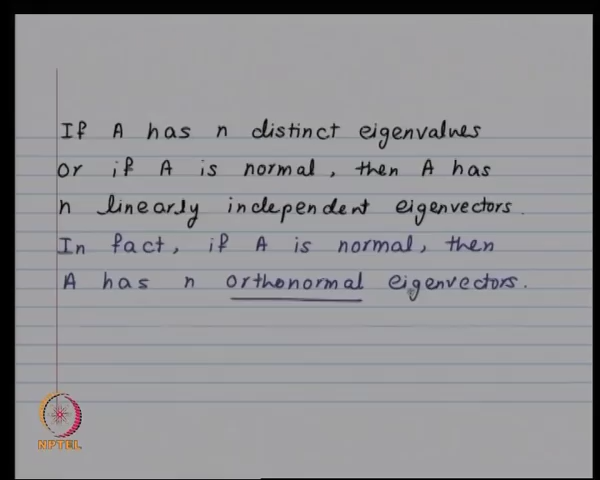 If A has n distinct eigenvalues
or if A is normal, then A has
n linearly independent eigenvectors.
In fact, if A is normal, then
A has n orthonormal eigenvectors.
NPTEL